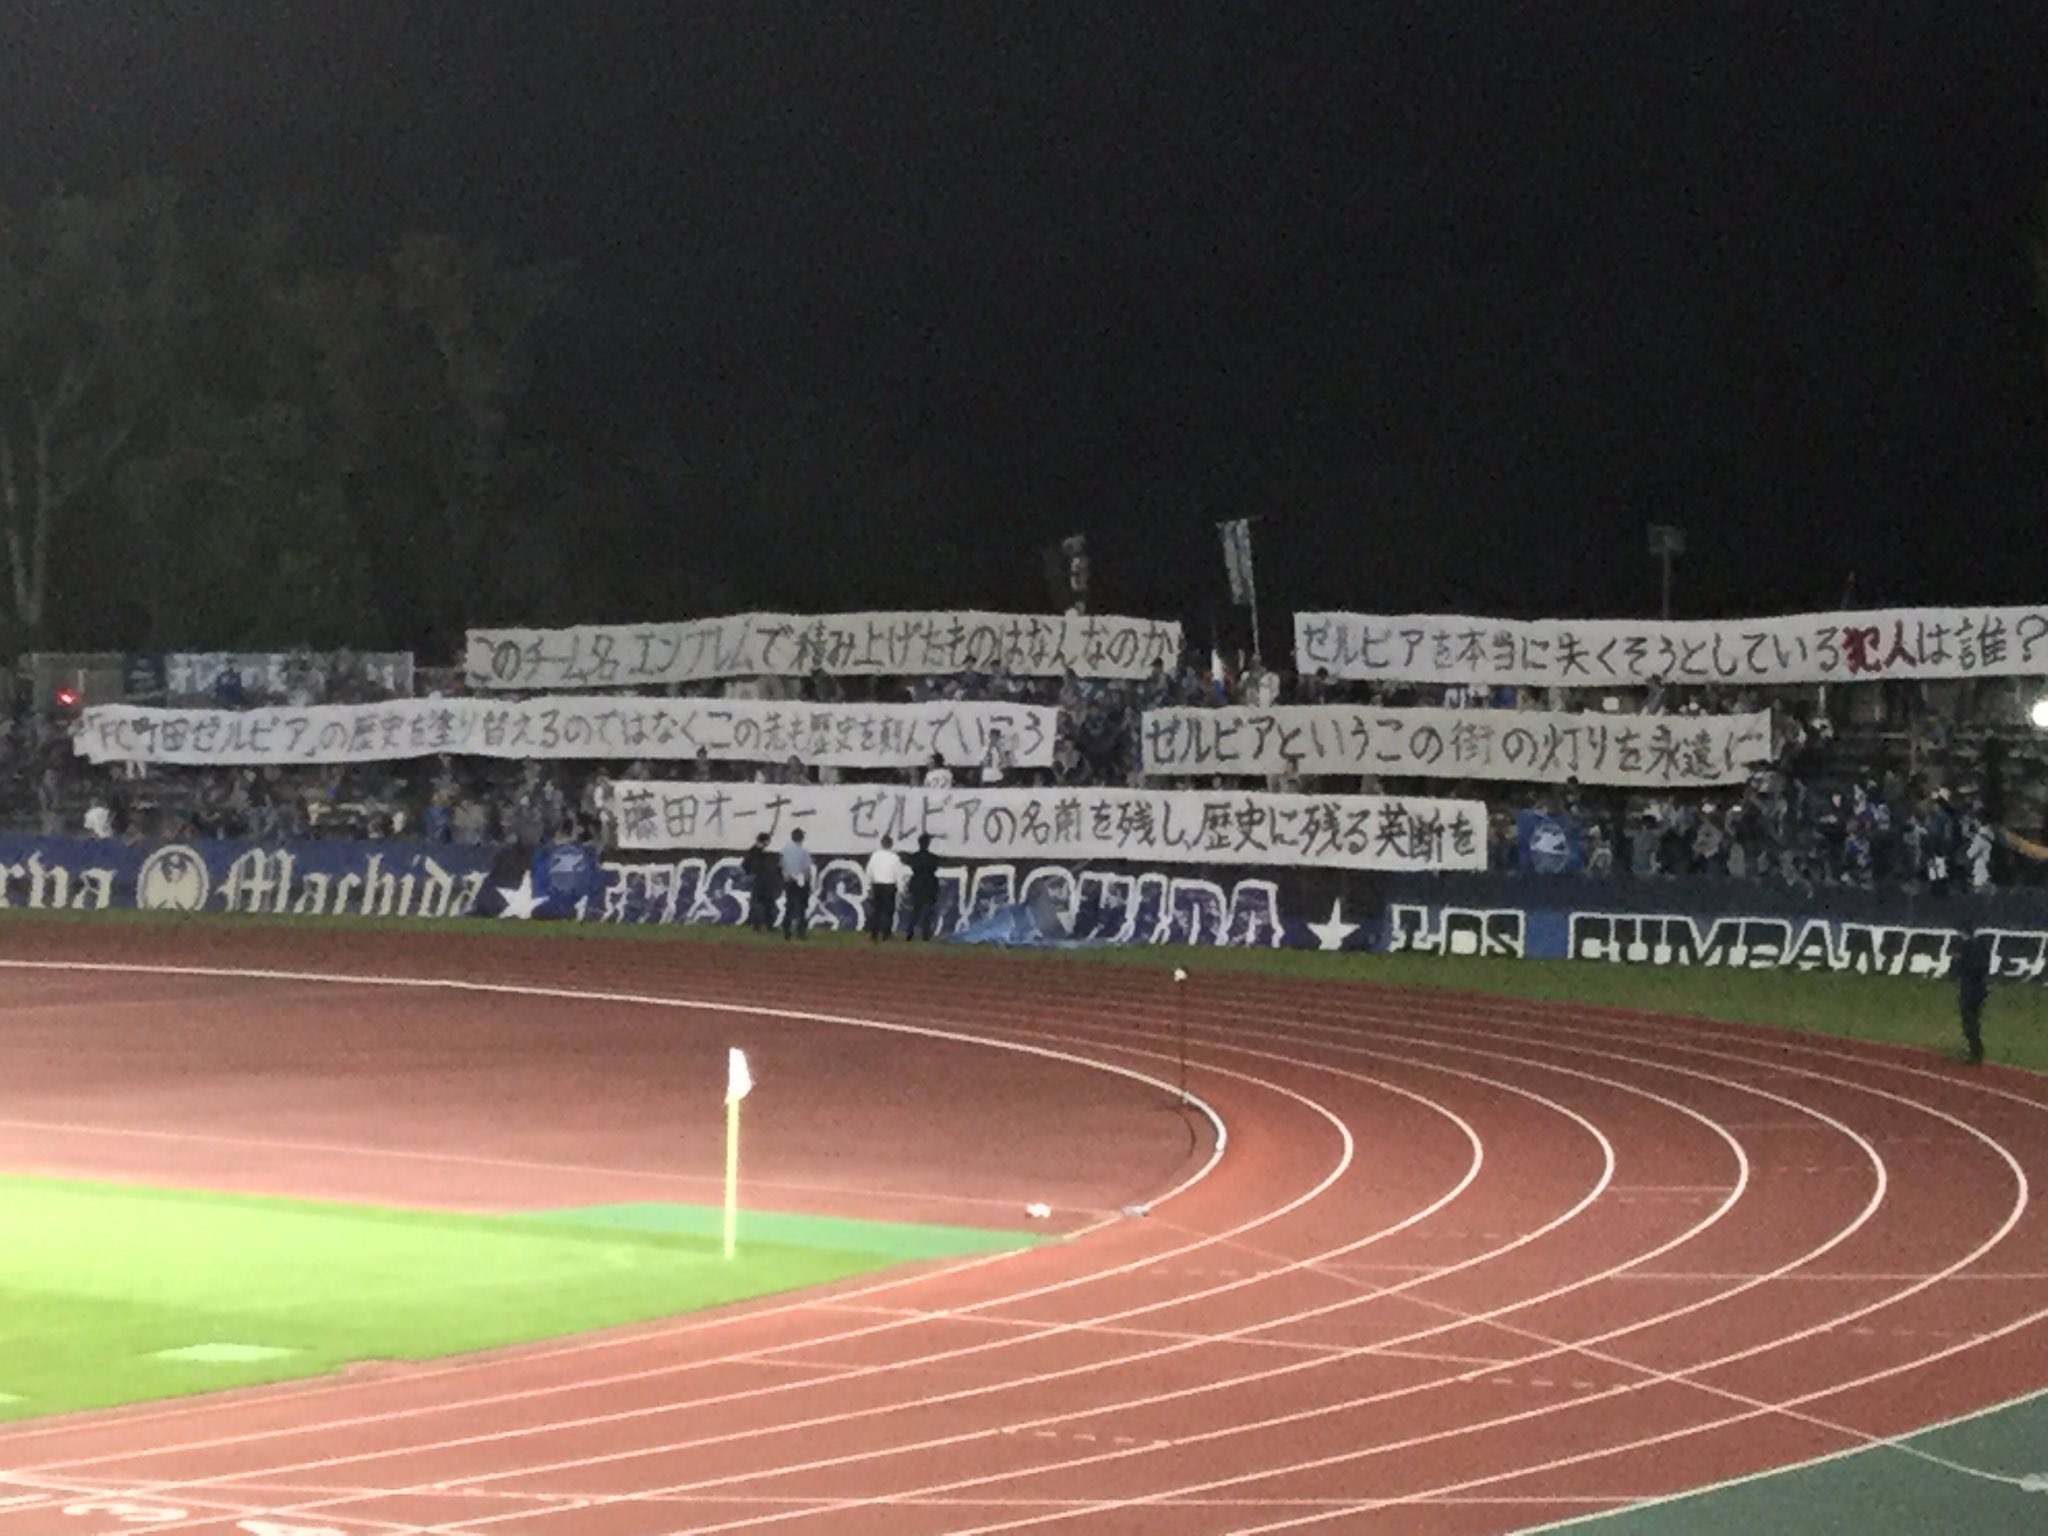 このチーム名 エンブレムで積み上げたものはなんなのか
ゼルビアを本当に失くそうとしている犯人は誰?
「FC町田ゼルビア」の歴史を塗り替えるのではなく、この先も歴史を刻んでいこう
ゼルビアというこの街の灯りを永遠に
藤田オーナー ゼルビアの名前を残し、歴史に残る英断を
Machida
THIS IS MACHIDA
LOS